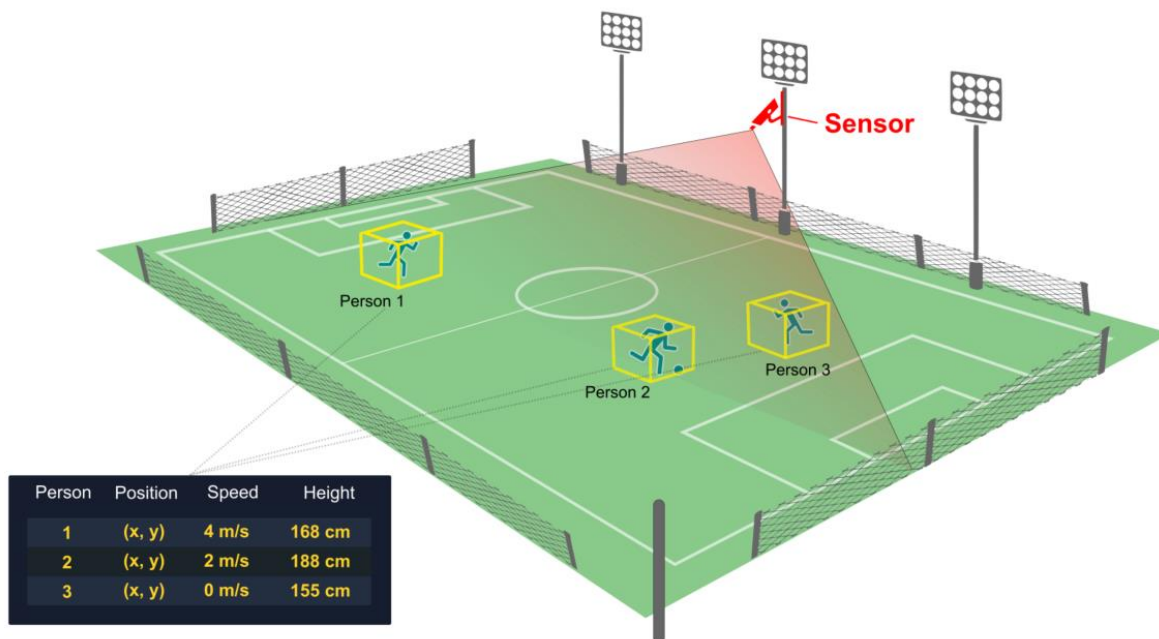 Sensor
Person 1
Person 2
Person 3
Person Position Speed Height
1 (x, y) 4 m/s 168 cm
2 (x, y) 2 m/s 188 cm
3 (x, y) 0 m/s 155 cm